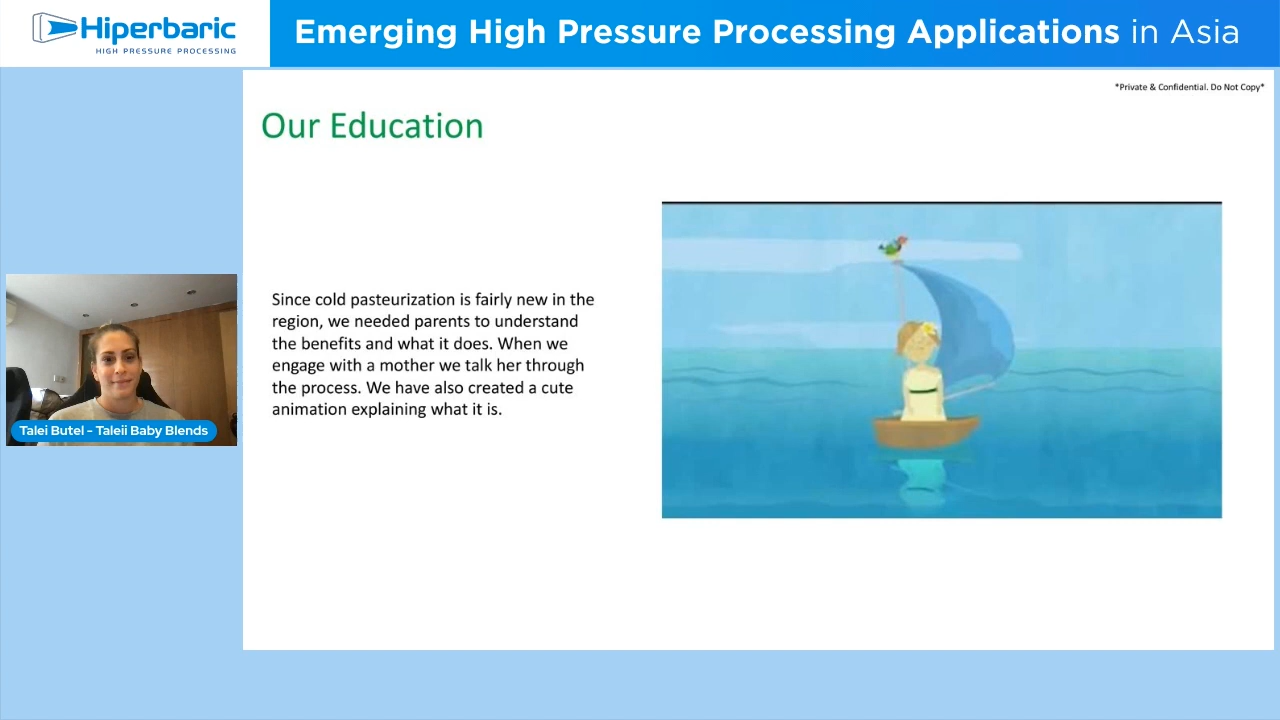 Hiperbaric
HIGH PRESSURE PROCESSING
Emerging High Pressure Processing Applications in Asia
*Private & Confidential. Do Not Copy*
Our Education
Since cold pasteurization is fairly new in the
region, we needed parents to understand
the benefits and what it does. When we
engage with a mother we talk her through
the process. We have also created a cute
animation explaining what it is.
Talei Butel - Taleii Baby Blends